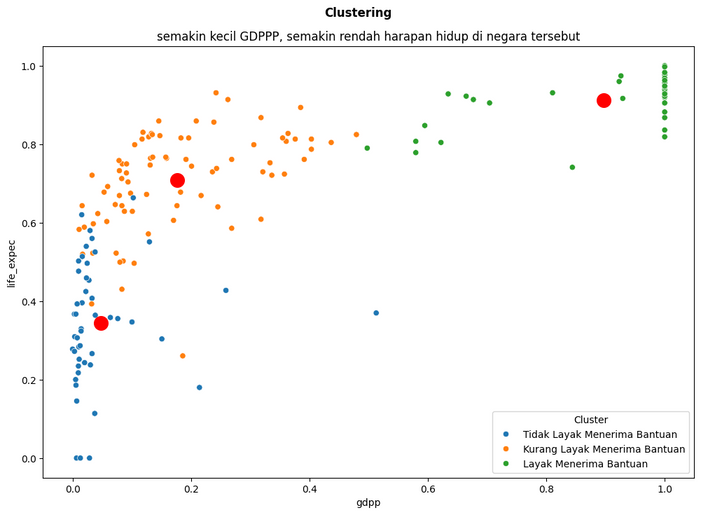 Clustering
semakin kecil GDPPP, semakin rendah harapan hidup di negara tersebut
1.0
0.8
0.6
0.4
0.2
0.0
life_expec
Cluster
Tidak Layak Menerima Bantuan
Kurang Layak Menerima Bantuan
Layak Menerima Bantuan
0.0 0.2 0.4 0.6 0.8 1.0
gdpp